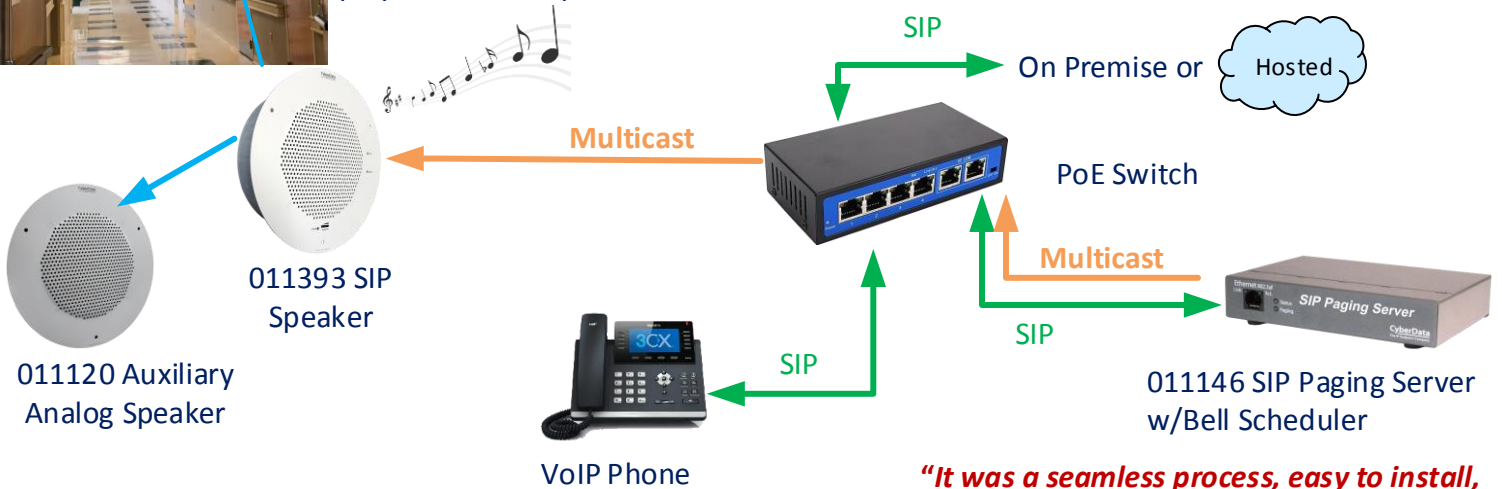 SIP
On Premise or
Hosted
Multicast
PoE Switch
011393 SIP
Speaker
Multicast
SIP Paging Server
CyberData
SIP
011120 Auxiliary
Analog Speaker
3CX
SIP
011146 SIP Paging Server
w/Bell Scheduler
VoIP Phone
“It was a seamless process, easy to install,